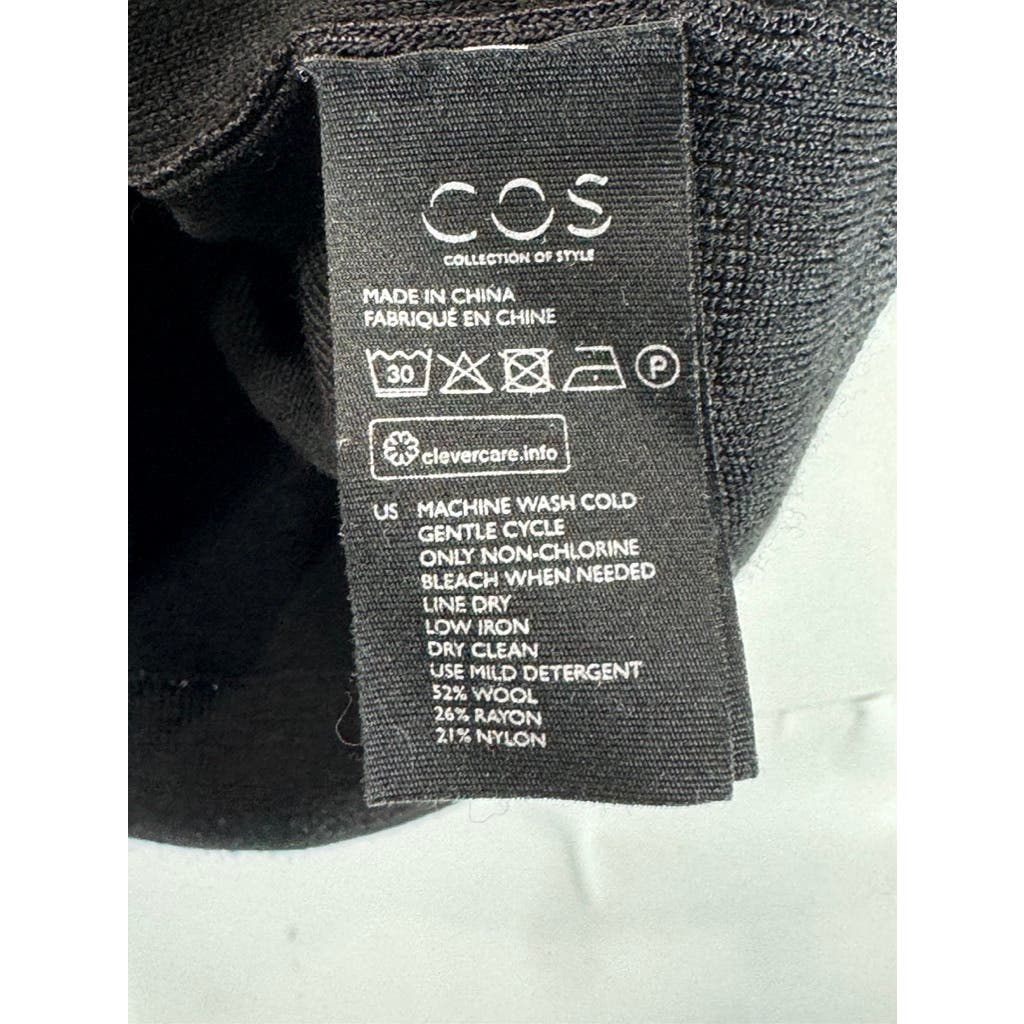 COS
COLLECTION OF STYLE
MADE IN CHINA
FABRIQUÉ EN CHINE
30 P
clevercare.info
US MACHINE WASH COLD
GENTLE CYCLE
ONLY NON-CHLORINE
BLEACH WHEN NEEDED
LINE DRY
LOW IRON
DRY CLEAN
USE MILD DETERGENT
52% WOOL
26% RAYON
21% NYLON